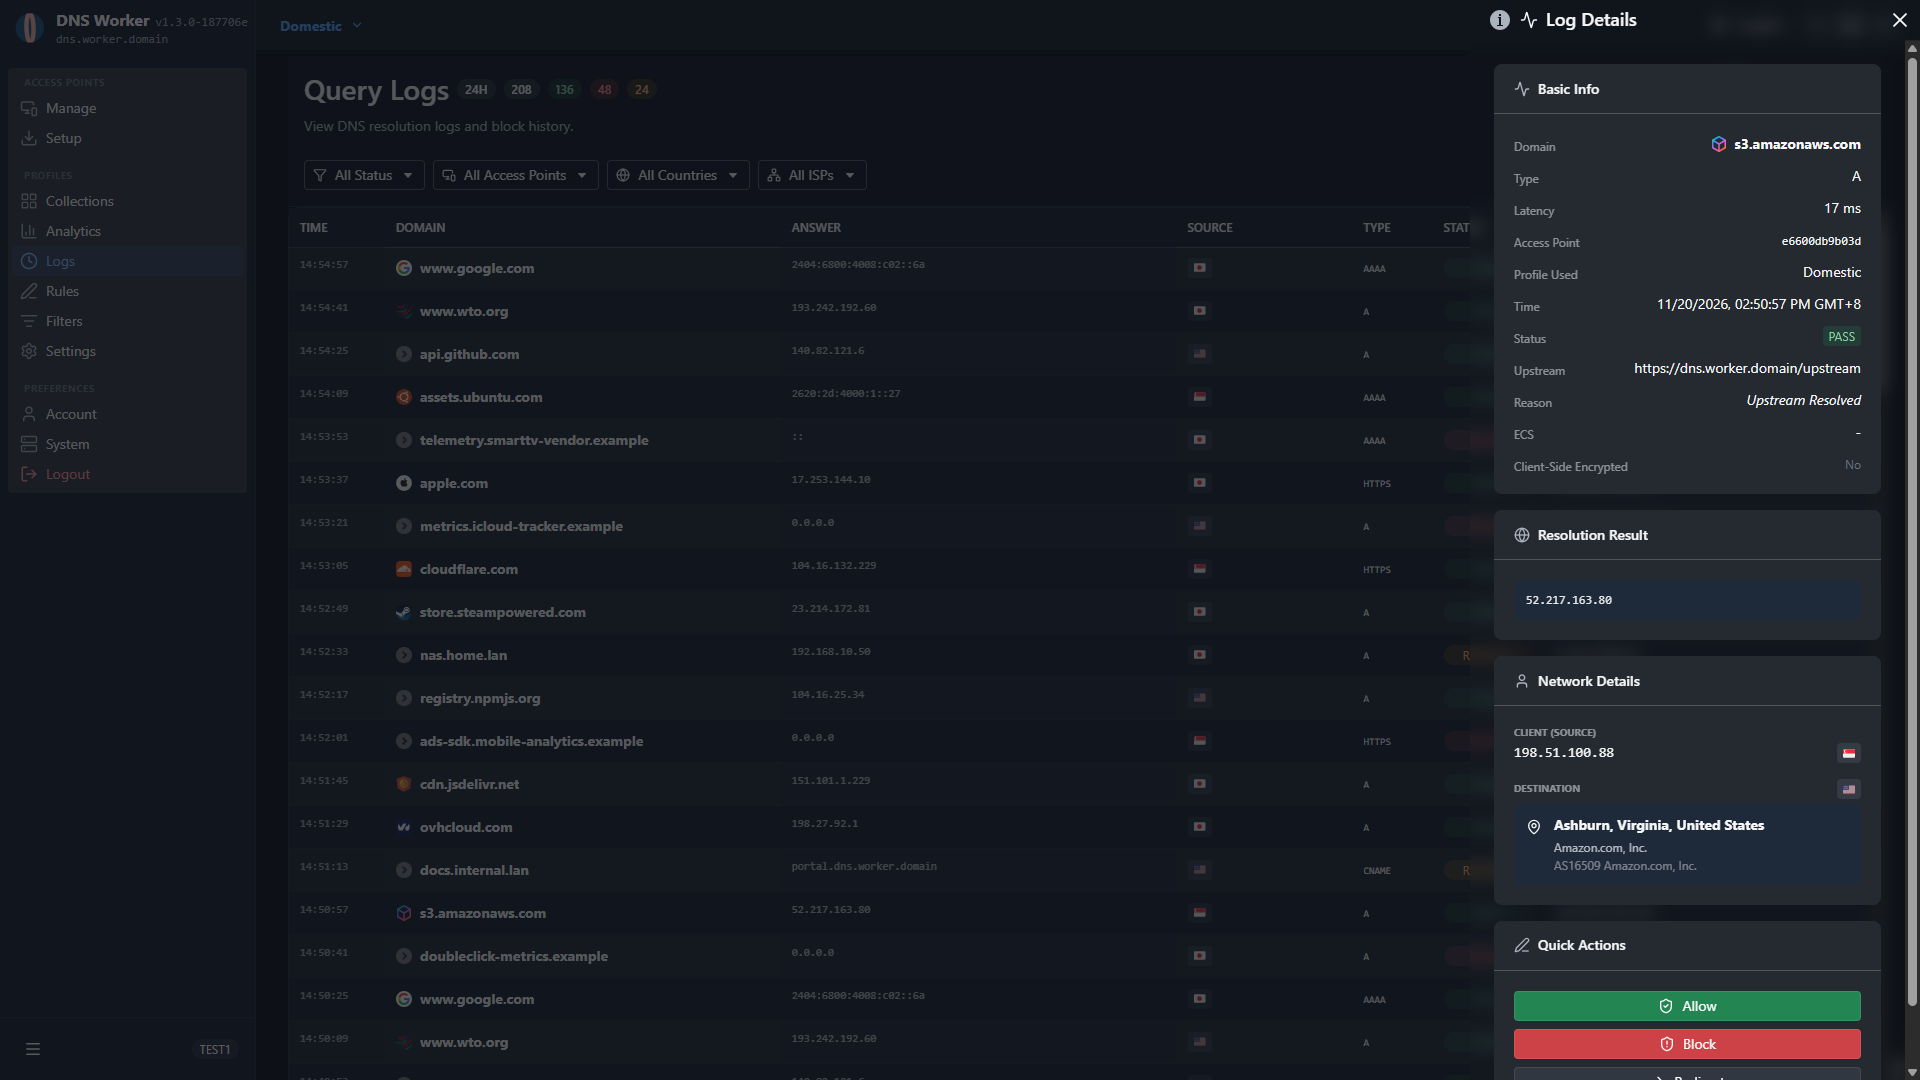 DNS Worker v1.3.0-187706e
dns.worker.domain
ACCESS POINTS
Manage
Setup
PROFILES
Collections
Analytics
Logs
Rules
Filters
Settings
PREFERENCES
Account
System
Logout
TEST1
Domestic
Query Logs 24H 208 136 48 24
View DNS resolution logs and block history.
All Status All Access Points All Countries All ISPs
TIME DOMAIN ANSWER SOURCE TYPE STAT
14:54:57 www.google.com 2404:6800:4008:c02::6a AAAA
14:54:41 www.wto.org 193.242.192.60 A
14:54:25 api.github.com 140.82.121.6 A
14:54:09 assets.ubuntu.com 2620:2d:4000:1::27 AAAA
14:53:53 telemetry.smarttv-vendor.example :: AAAA
14:53:37 apple.com 17.253.144.10 HTTPS
14:53:21 metrics.icloud-tracker.example 0.0.0.0 A
14:53:05 cloudflare.com 104.16.132.229 HTTPS
14:52:49 store.steampowered.com 23.214.172.81 A
14:52:33 nas.home.lan 192.168.10.50 A R
14:52:17 registry.npmjs.org 104.16.25.34 A
14:52:01 ads-sdk.mobile-analytics.example 0.0.0.0 HTTPS
14:51:45 cdn.jsdelivr.net 151.101.1.229 A
14:51:29 ovhcloud.com 198.27.92.1 A
14:51:13 docs.internal.lan portal.dns.worker.domain CNAME R
14:50:57 s3.amazonaws.com 52.217.163.80 A
14:50:41 doubleclick-metrics.example 0.0.0.0 A
14:50:25 www.google.com 2404:6800:4008:c02::6a AAAA
14:50:09 www.wto.org 193.242.192.60 A
Log Details
Basic Info
Domain s3.amazonaws.com
Type A
Latency 17 ms
Access Point e6600db9b03d
Profile Used Domestic
Time 11/20/2026, 02:50:57 PM GMT+8
Status PASS
Upstream https://dns.worker.domain/upstream
Reason Upstream Resolved
ECS -
Client-Side Encrypted No
Resolution Result
52.217.163.80
Network Details
CLIENT (SOURCE)
198.51.100.88
DESTINATION
Ashburn, Virginia, United States
Amazon.com, Inc.
AS16509 Amazon.com, Inc.
Quick Actions
Allow
Block